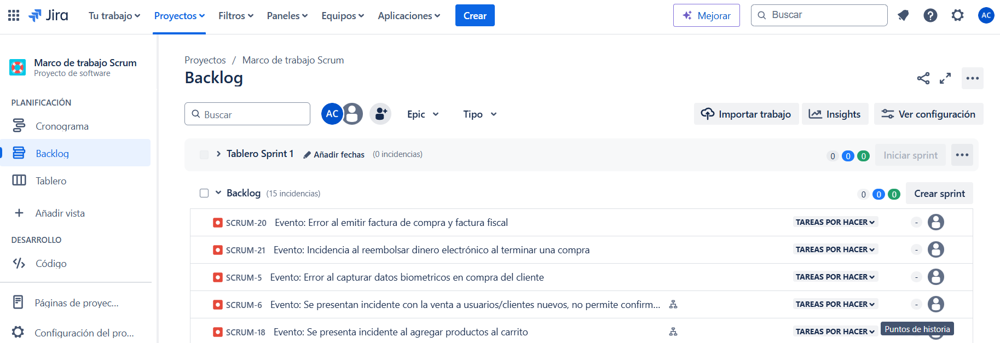 Jira Tu trabajo Proyectos Filtros Paneles Equipos Aplicaciones Crear Mejorar Buscar AC
Marco de trabajo Scrum
Proyecto de software
PLANIFICACIÓN
Cronograma
Backlog
Tablero
Añadir vista
DESARROLLO
Código
Páginas de proyec...
Configuración del pro...
Proyectos / Marco de trabajo Scrum
Backlog
Buscar AC Epic Tipo Importar trabajo Insights Ver configuración
Tablero Sprint 1 Añadir fechas (0 incidencias) 0 0 0 Iniciar sprint
Backlog (15 incidencias) 0 0 0 Crear sprint
SCRUM-20 Evento: Error al emitir factura de compra y factura fiscal TAREAS POR HACER -
SCRUM-21 Evento: Incidencia al reembolsar dinero electrónico al terminar una compra TAREAS POR HACER -
SCRUM-5 Evento: Error al capturar datos biometricos en compra del cliente TAREAS POR HACER -
SCRUM-6 Evento: Se presentan incidente con la venta a usuarios/clientes nuevos, no permite confirm... TAREAS POR HACER -
SCRUM-18 Evento: Se presenta incidente al agregar productos al carrito TAREAS POR HACER
Puntos de historia